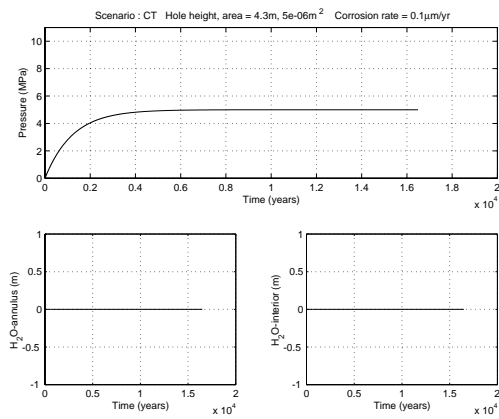 Scenario : CT   Hole height, area = 4.3m, 5e-06m²   Corrosion rate = 0.1μm/yr
Pressure (MPa)
10
8
6
4
2
0
0 0.2 0.4 0.6 0.8 1 1.2 1.4 1.6 1.8 2
x 10⁴
Time (years)
H₂O-annulus (m)
1
0.5
0
-0.5
-1
0 0.5 1 1.5 2
x 10⁴
Time (years)
H₂O-interior (m)
1
0.5
0
-0.5
-1
0 0.5 1 1.5 2
x 10⁴
Time (years)